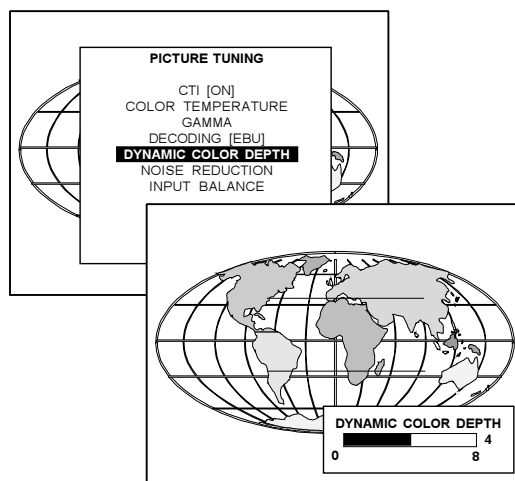 PICTURE TUNING
CTI [ON]
COLOR TEMPERATURE
GAMMA
DECODING [EBU]
DYNAMIC COLOR DEPTH
NOISE REDUCTION
INPUT BALANCE
DYNAMIC COLOR DEPTH
4
0 8